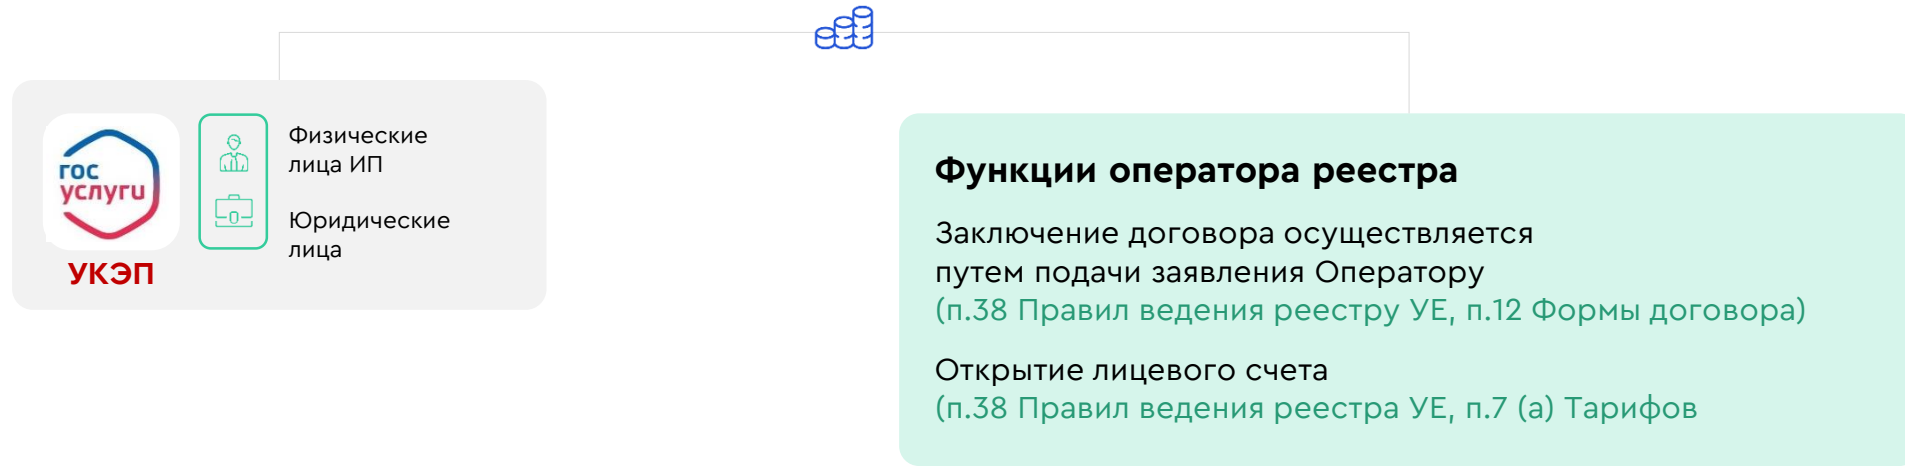 гос
услуги
УКЭП
Физические
лица ИП
Юридические
лица
Функции оператора реестра
Заключение договора осуществляется
путем подачи заявления Оператору
(п.38 Правил ведения реестру УЕ, п.12 Формы договора)
Открытие лицевого счета
(п.38 Правил ведения реестра УЕ, п.7 (а) Тарифов